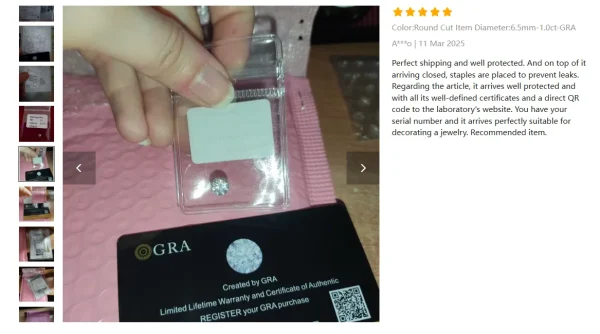 Color:Round Cut Item Diameter:6.5mm-1.0ct-GRA
A***o | 11 Mar 2025
Perfect shipping and well protected. And on top of it
arriving closed, staples are placed to prevent leaks.
Regarding the article, it arrives well protected and
with all its well-defined certificates and a direct QR
code to the laboratory's website. You have your
serial number and it arrives perfectly suitable for
decorating a jewelry. Recommended item.
GRA
Created by GRA
Limited Lifetime Warranty and Certificate of Authentic
REGISTER your GRA purchase